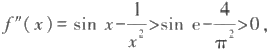 f″(x) = sin x - 1/x² > sin e - 4/π² > 0,